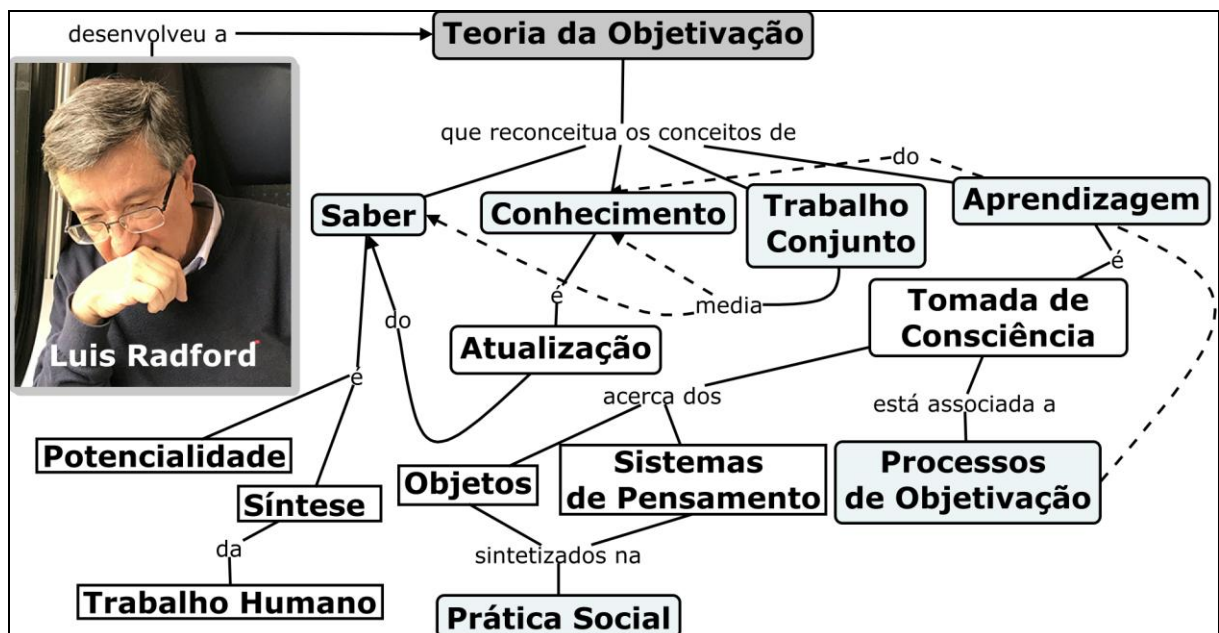 desenvolveu a
Teoria da Objetivação
que reconceitua os conceitos de
do
Saber
Conhecimento
Trabalho
Conjunto
Aprendizagem
é
media
Tomada de
Consciência
é
do
Atualização
Luis Radford
é
acerca dos
está associada a
Potencialidade
Síntese
Objetos
Sistemas
de Pensamento
Processos
de Objetivação
da
sintetizados na
Trabalho Humano
Prática Social